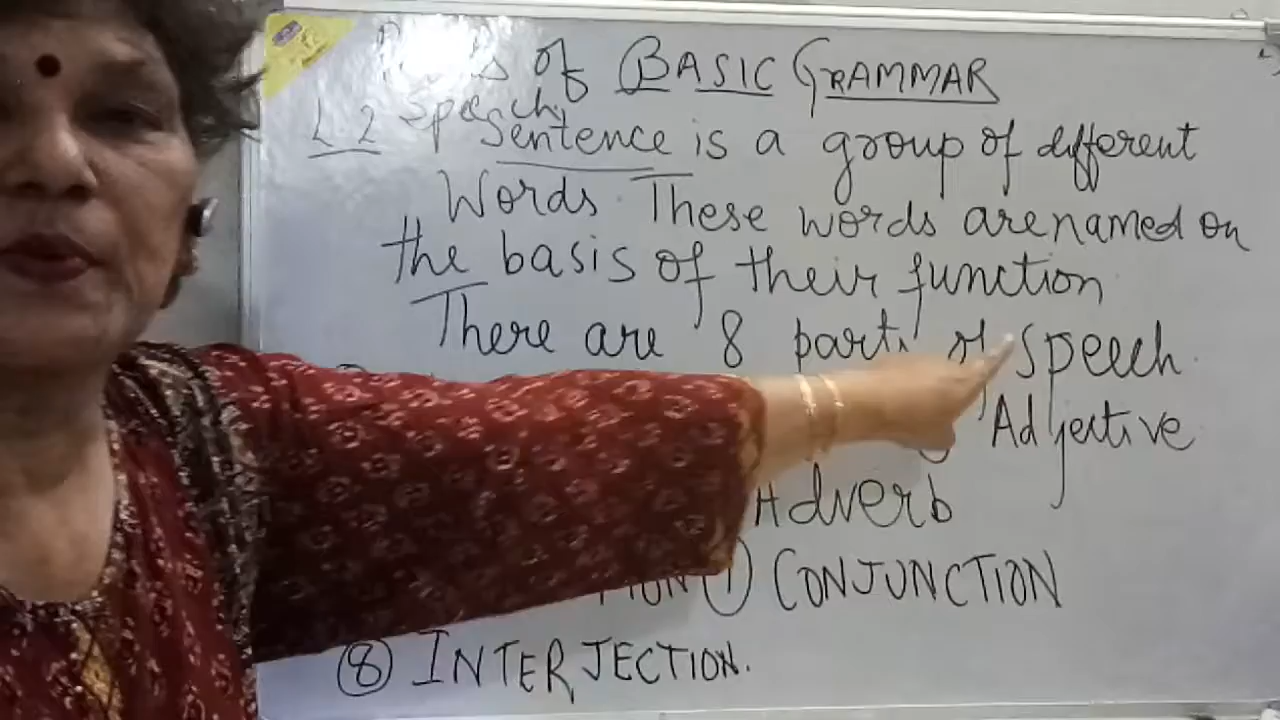 of BASIC GRAMMAR
L 2 Speech
Sentence is a group of different
Words. These words are named on
the basis of their function
There are 8 parts of Speech.
Adjective
Adverb
① CONJUNCTION
⑧ INTERJECTION.